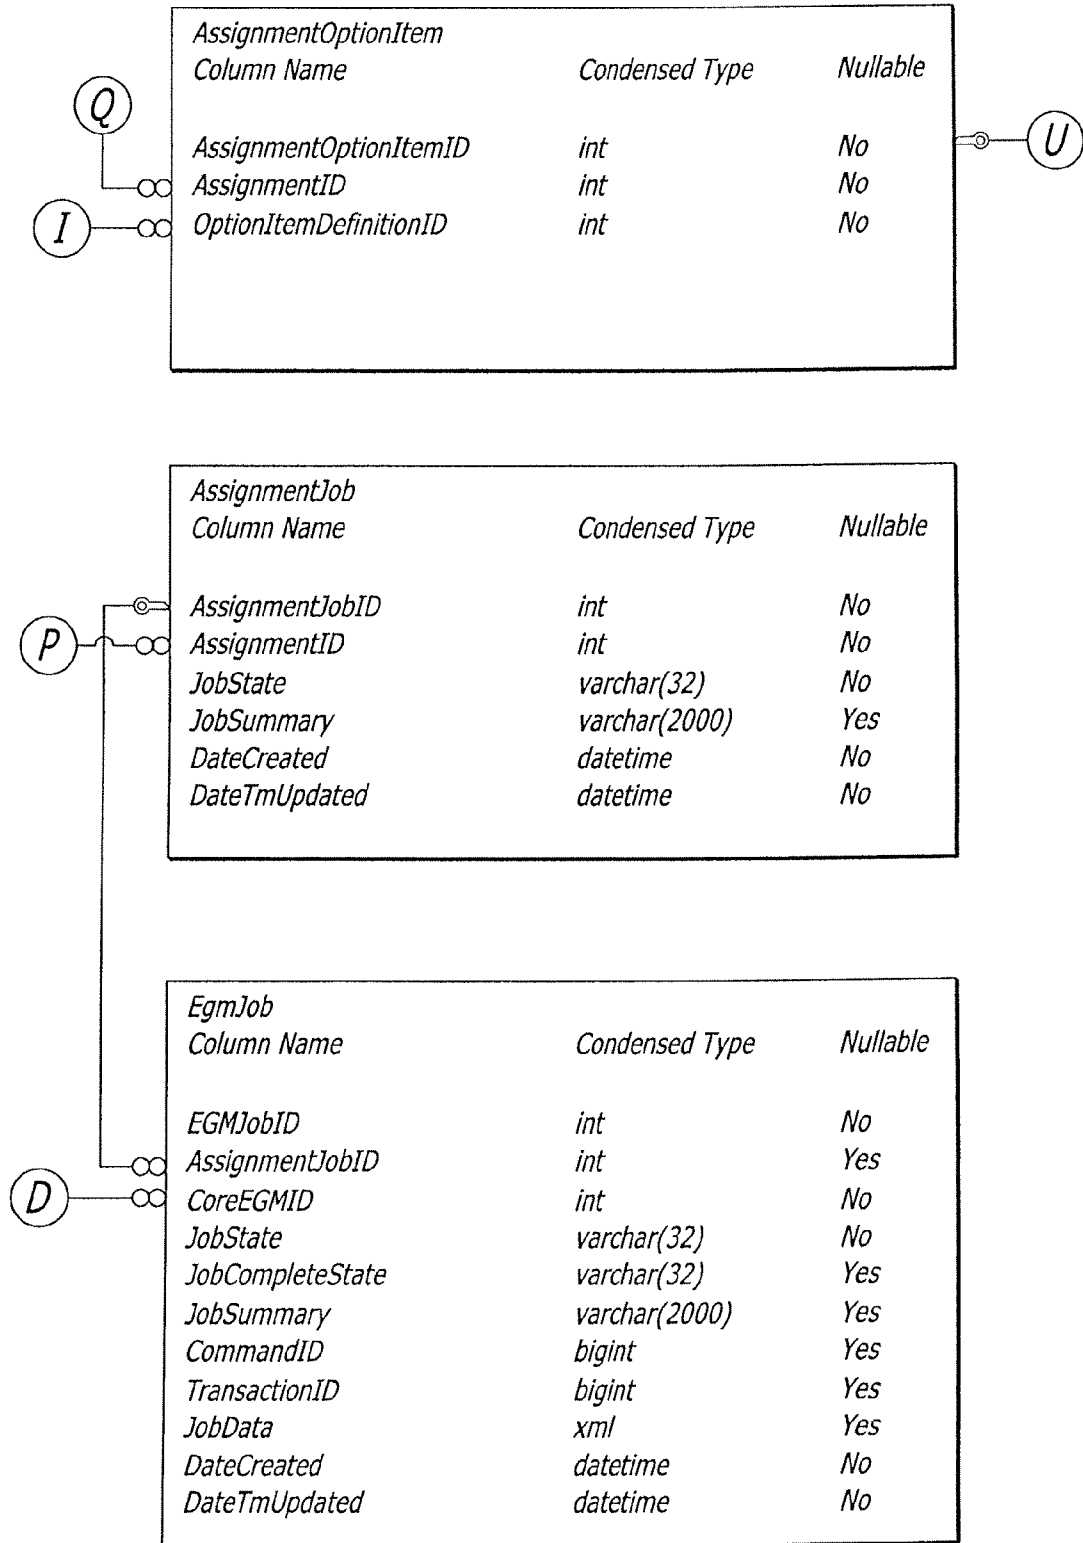 AssignmentOptionItem
Column Name Condensed Type Nullable
Q
U
AssignmentOptionItemID int No
AssignmentID int No
I
OptionItemDefinitionID int No
AssignmentJob
Column Name Condensed Type Nullable
AssignmentJobID int No
P
AssignmentID int No
JobState varchar(32) No
JobSummary varchar(2000) Yes
DateCreated datetime No
DateTmUpdated datetime No
EgmJob
Column Name Condensed Type Nullable
EGMJobID int No
AssignmentJobID int Yes
D
CoreEGMID int No
JobState varchar(32) No
JobCompleteState varchar(32) Yes
JobSummary varchar(2000) Yes
CommandID bigint Yes
TransactionID bigint Yes
JobData xml Yes
DateCreated datetime No
DateTmUpdated datetime No